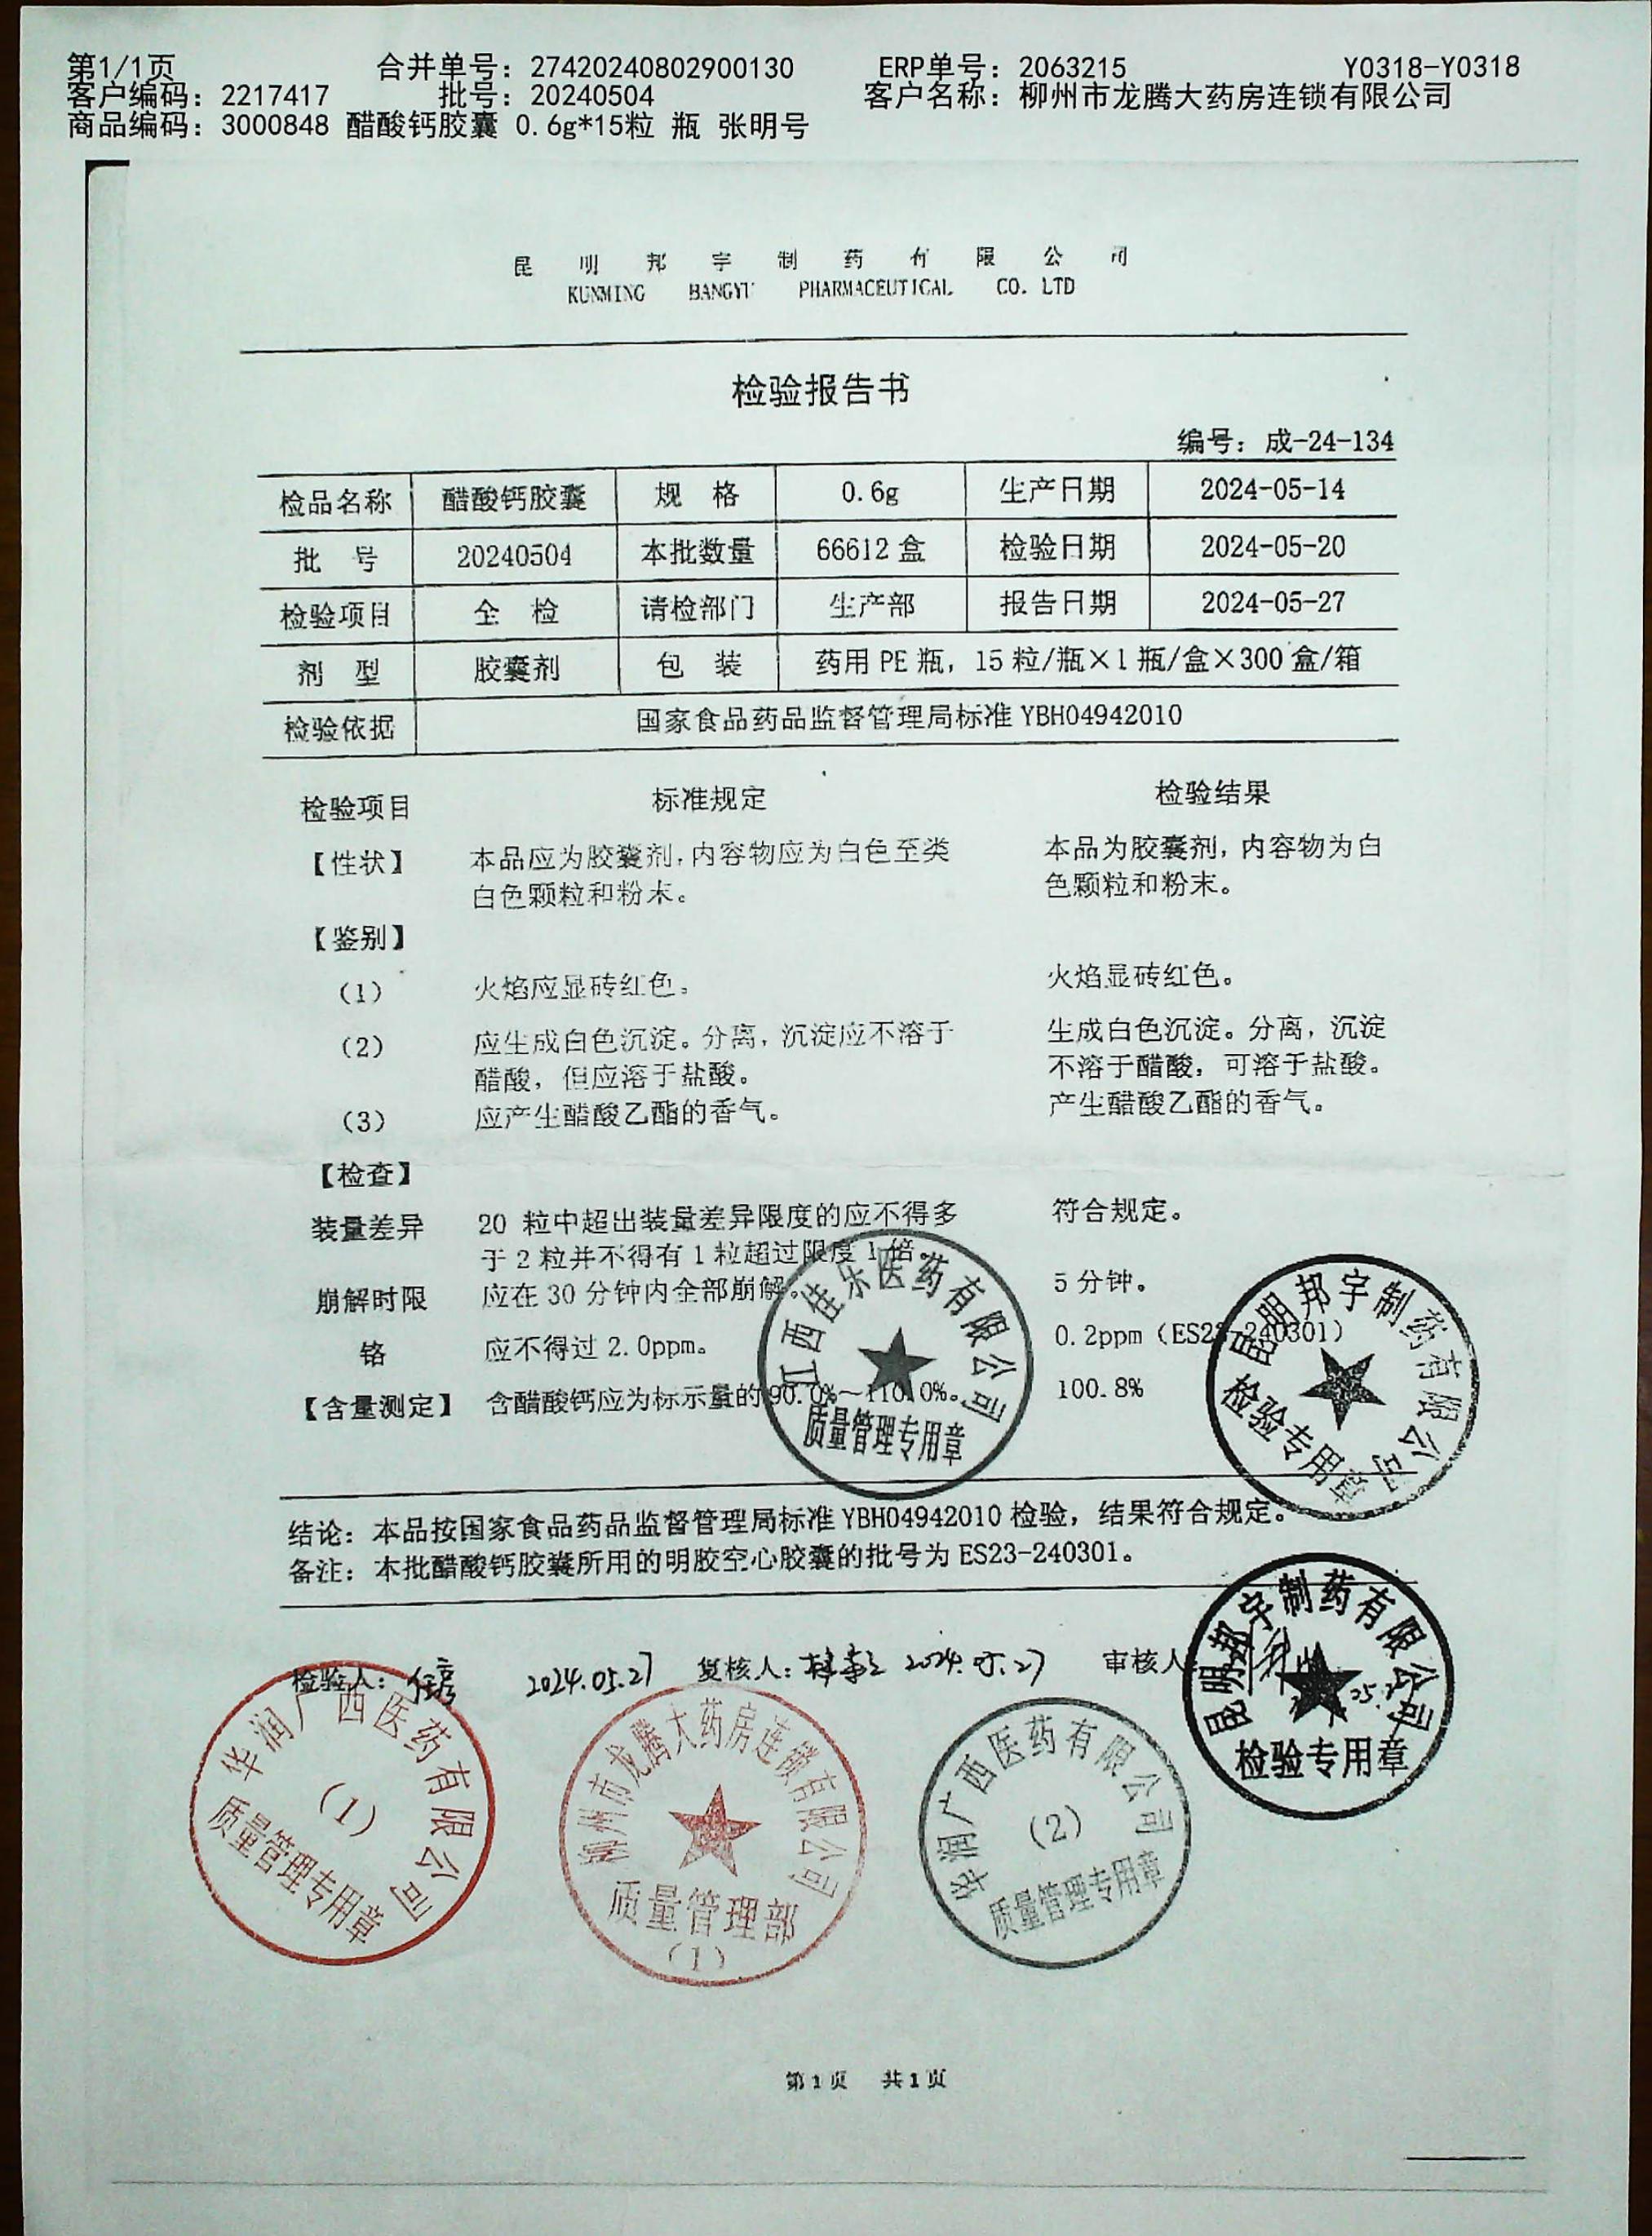 第1/1页 合并单号：27420240802900130 ERP单号：2063215 Y0318-Y0318
客户编码：2217417 批号：20240504 客户名称：柳州市龙腾大药房连锁有限公司
商品编码：3000848 醋酸钙胶囊 0.6g*15粒 瓶 张明号
昆明邦宇制药有限公司
KUNMING BANGYU PHARMACEUTICAL CO. LTD
检验报告书
编号：成-24-134
检品名称 醋酸钙胶囊 规 格 0.6g 生产日期 2024-05-14
批 号 20240504 本批数量 66612 盒 检验日期 2024-05-20
检验项目 全 检 请检部门 生产部 报告日期 2024-05-27
剂 型 胶囊剂 包 装 药用 PE 瓶，15 粒/瓶×1 瓶/盒×300 盒/箱
检验依据 国家食品药品监督管理局标准 YBH04942010
检验项目 标准规定 检验结果
【性状】 本品应为胶囊剂，内容物应为白色至类 本品为胶囊剂，内容物为白
白色颗粒和粉末。 色颗粒和粉末。
【鉴别】
（1） 火焰应显砖红色。 火焰显砖红色。
（2） 应生成白色沉淀。分离，沉淀应不溶于 生成白色沉淀。分离，沉淀
醋酸，但应溶于盐酸。 不溶于醋酸，可溶于盐酸。
（3） 应产生醋酸乙酯的香气。 产生醋酸乙酯的香气。
【检查】
装量差异 20 粒中超出装量差异限度的应不得多 符合规定。
于 2 粒并不得有 1 粒超过限度 1 倍。
崩解时限 应在 30 分钟内全部崩解。 5 分钟。
铬 应不得过 2.0ppm。 0.2ppm（ES23-240301）
【含量测定】 含醋酸钙应为标示量的 90.0%～110.0%。 100.8%
江西佳乐医药有限公司
质量管理专用章
昆明邦宇制药有限公司
检验专用章
结论：本品按国家食品药品监督管理局标准 YBH04942010 检验，结果符合规定。
备注：本批醋酸钙胶囊所用的明胶空心胶囊的批号为 ES23-240301。
检验人： 2024.05.27 复核人： 2024.05.27 审核人
昆明邦宇制药有限公司
检验专用章
华润广西医药有限公司
（1）
质量管理专用章
柳州市龙腾大药房连锁有限公司
质量管理部
（1）
华润广西医药有限公司
（2）
质量管理专用章
第 1 页 共 1 页